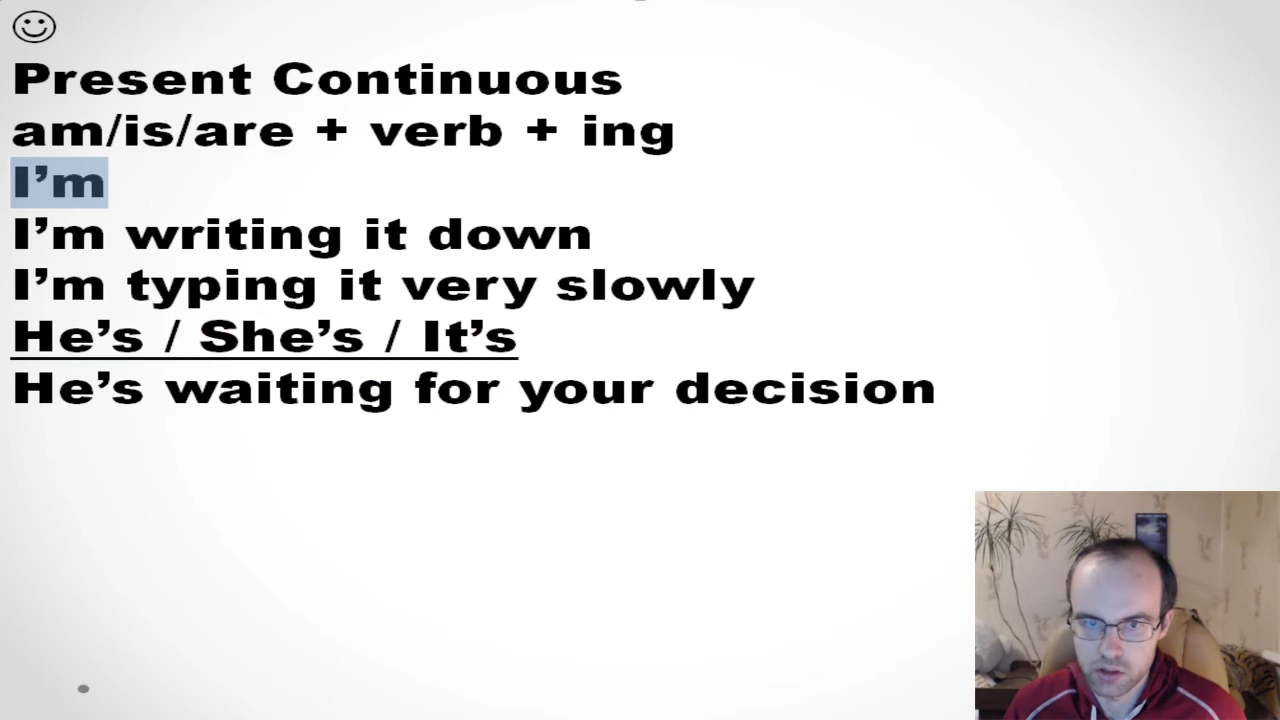 Present Continuous
am/is/are + verb + ing
I’m
I’m writing it down
I’m typing it very slowly
He’s / She’s / It’s
He’s waiting for your decision